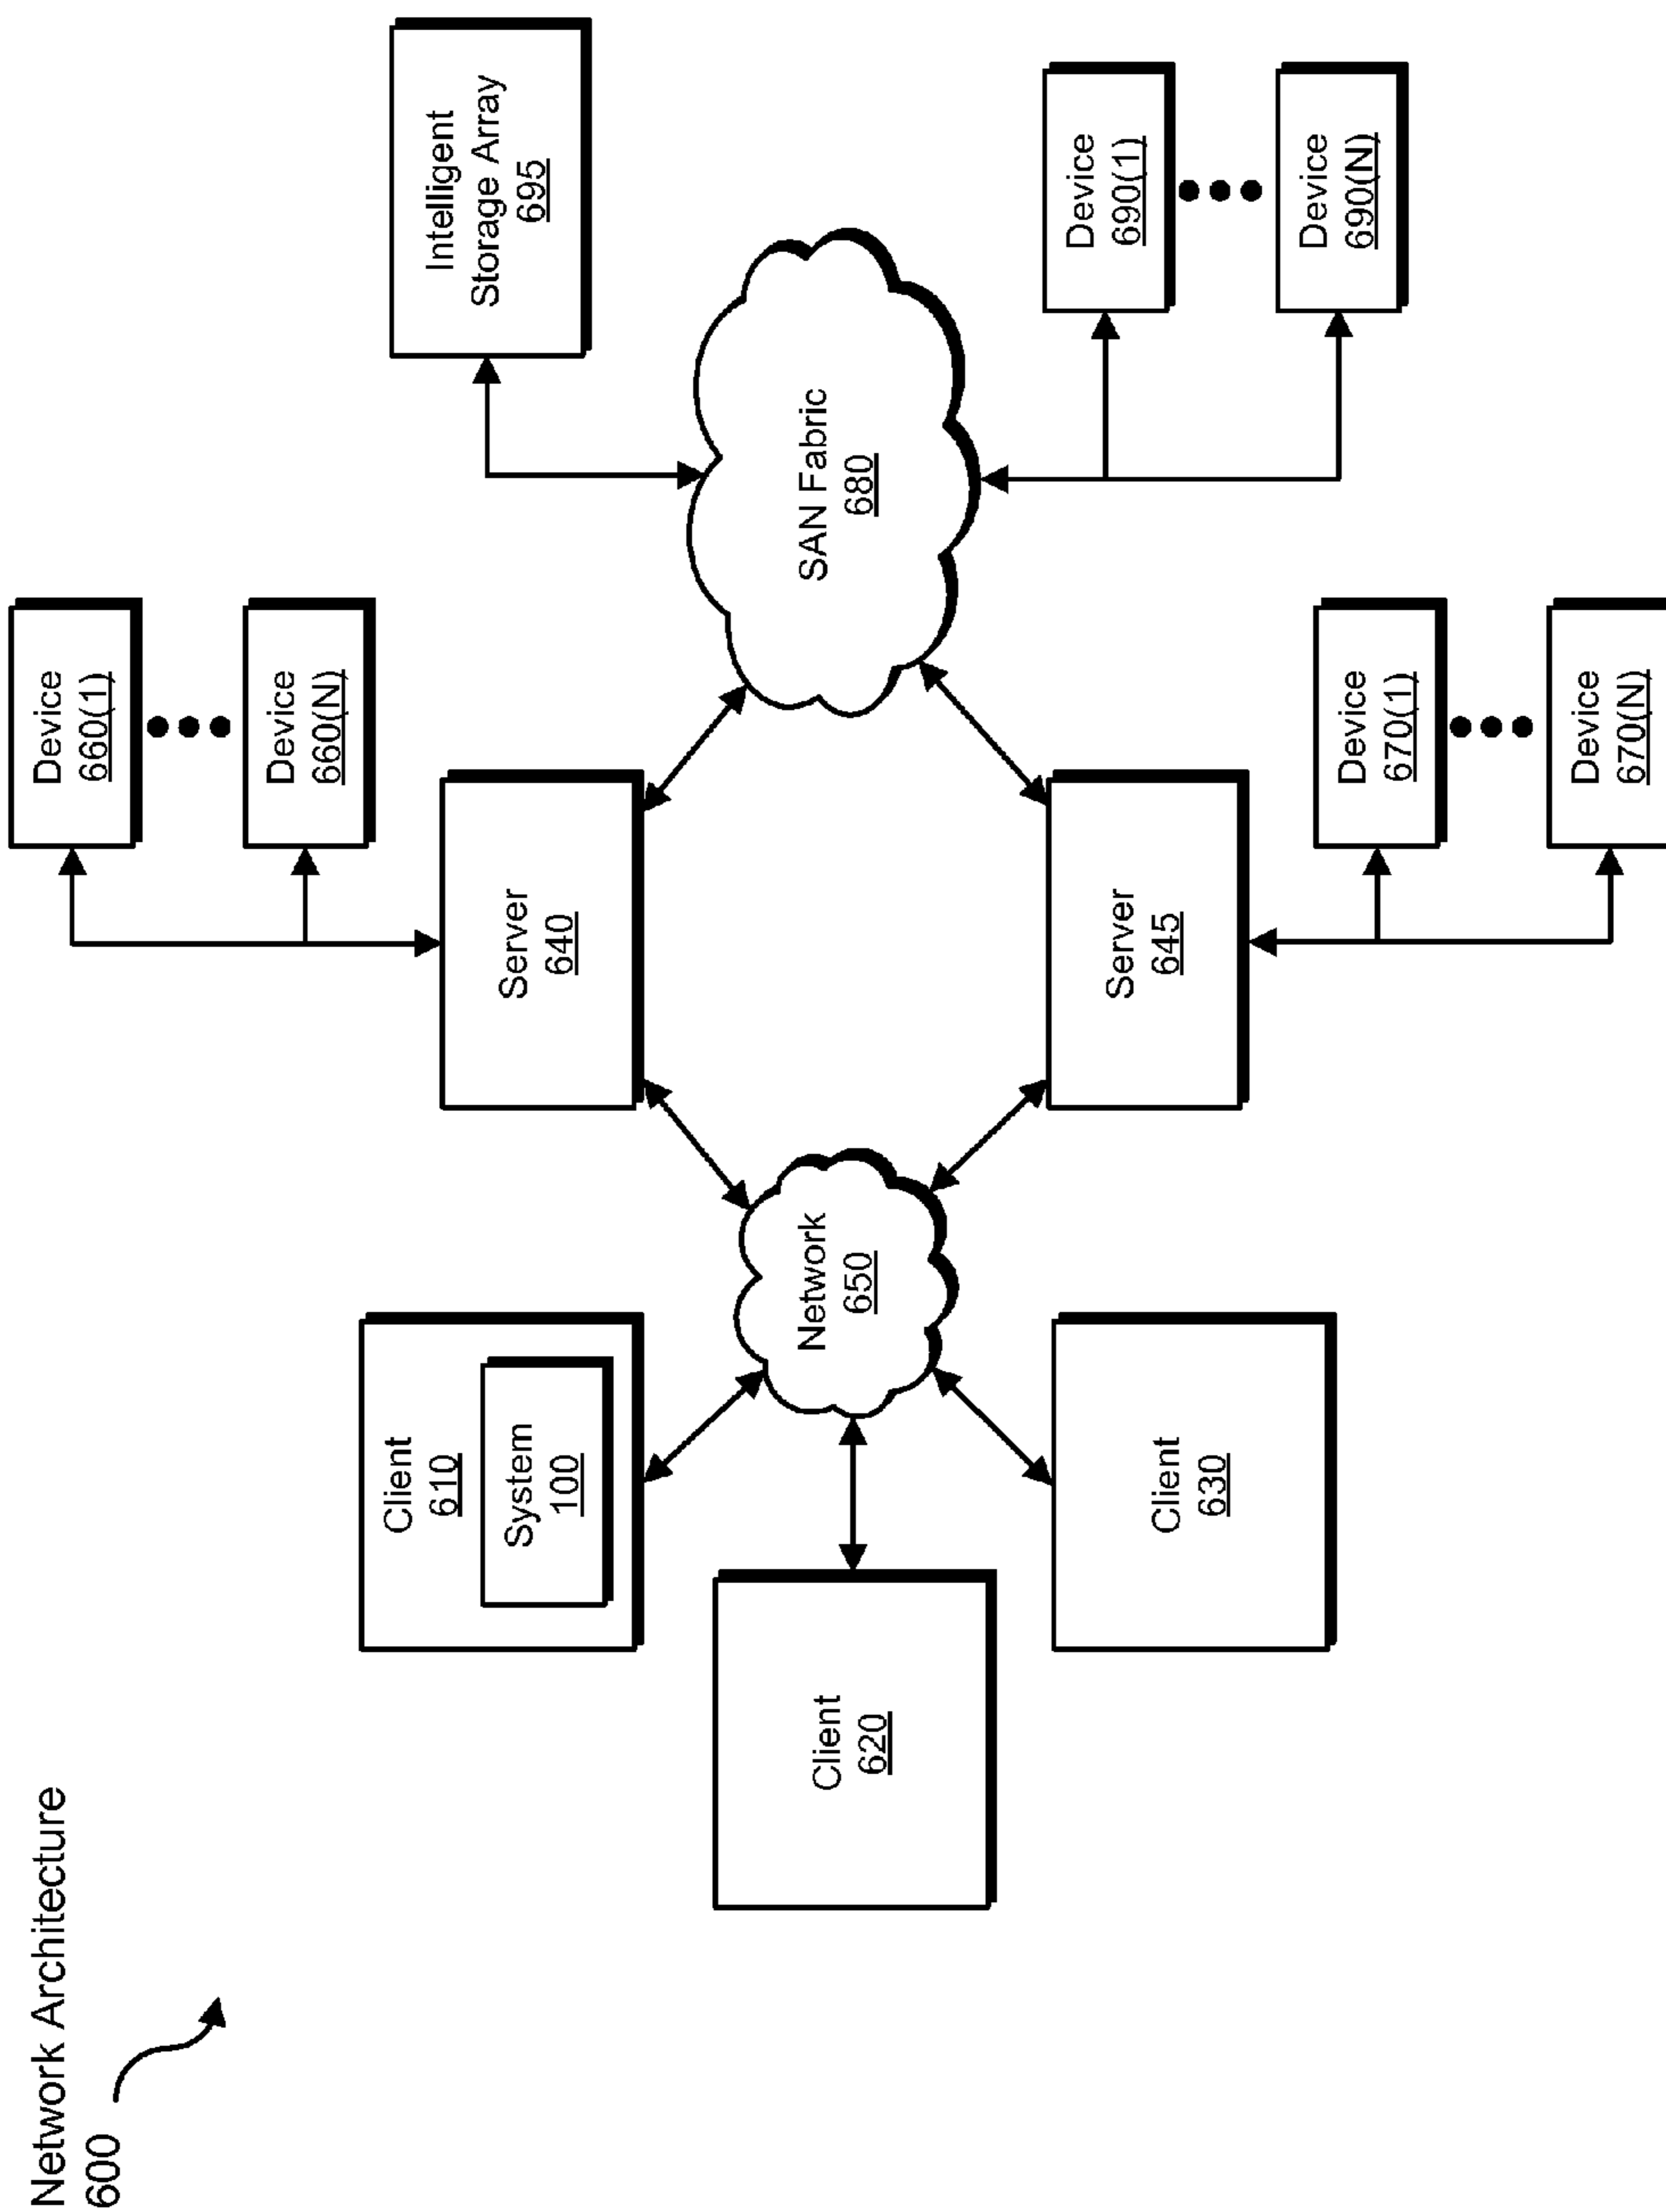 Network Architecture
600
Client
610
System
100
Client
620
Client
630
Network
650
Server
640
Server
645
Device
660(1)
Device
660(N)
Device
670(1)
Device
670(N)
SAN Fabric
680
Intelligent
Storage Array
695
Device
690(1)
Device
690(N)